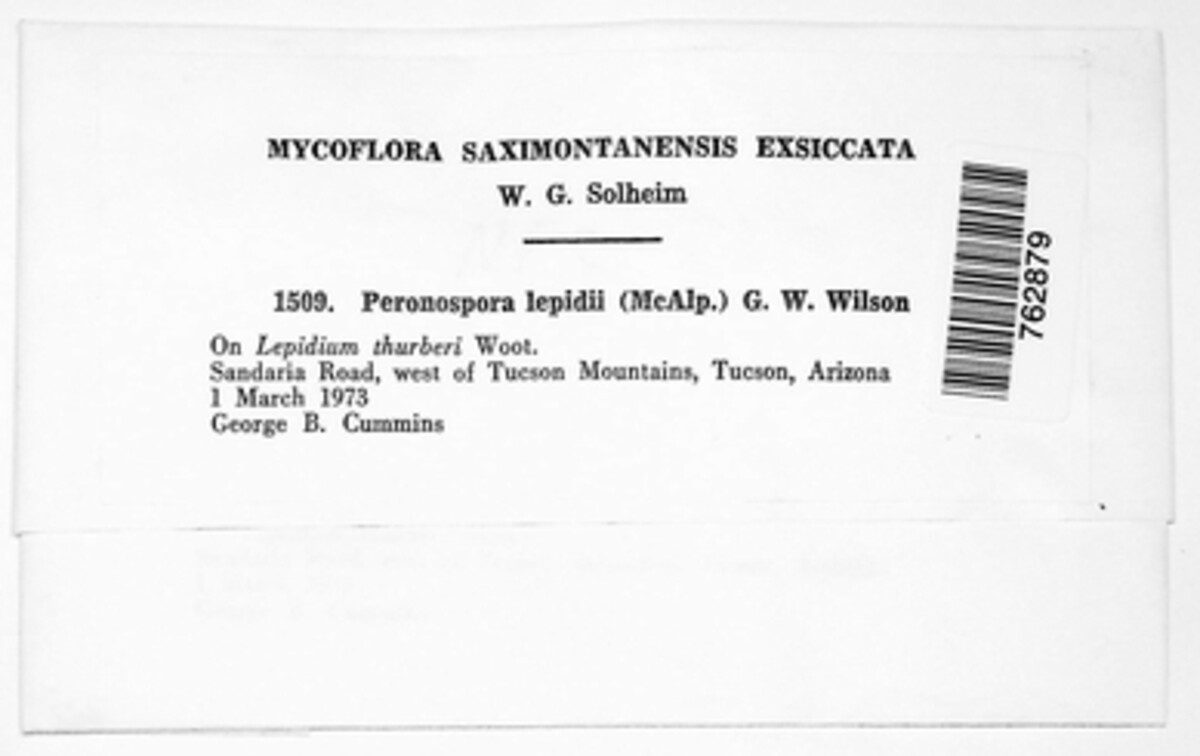 MYCOFLORA SAXIMONTANENSIS EXSICCATA
W. G. Solheim
1509. Peronospora lepidii (McAlp.) G. W. Wilson
On Lepidium thurberi Woot.
Sandaria Road, west of Tucson Mountains, Tucson, Arizona
1 March 1973
George B. Cummins
762879